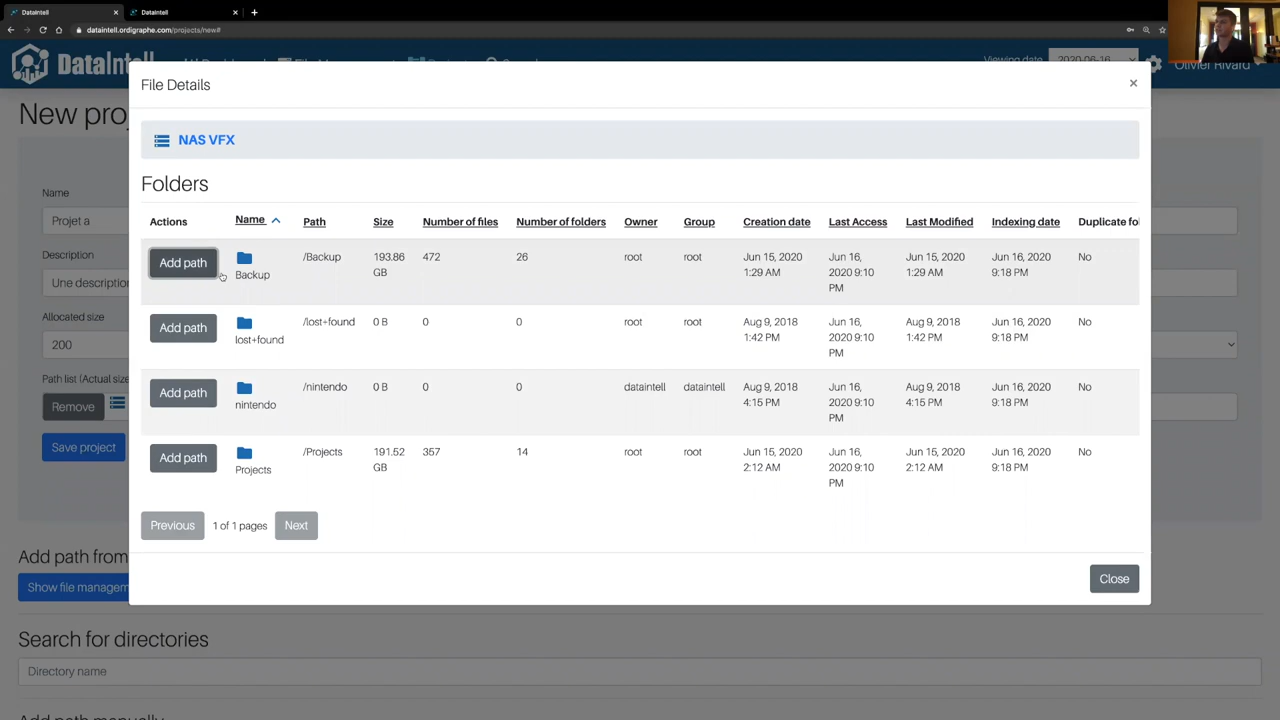 DataIntell
DataIntell
dataintell.ordigraphe.com/projects/new#
DataIntell
Viewing date
2020-06-16
Olivier Rivard
New proj
File Details
NAS VFX
Folders
Actions Name Path Size Number of files Number of folders Owner Group Creation date Last Access Last Modified Indexing date Duplicate fo
Add path Backup /Backup 193.86 GB 472 26 root root Jun 15, 2020 1:29 AM Jun 16, 2020 9:10 PM Jun 15, 2020 1:29 AM Jun 16, 2020 9:18 PM No
Add path lost+found /lost+found 0 B 0 0 root root Aug 9, 2018 1:42 PM Jun 16, 2020 9:10 PM Aug 9, 2018 1:42 PM Jun 16, 2020 9:18 PM No
Add path nintendo /nintendo 0 B 0 0 dataintell dataintell Aug 9, 2018 4:15 PM Jun 16, 2020 9:10 PM Aug 9, 2018 4:15 PM Jun 16, 2020 9:18 PM No
Add path Projects /Projects 191.52 GB 357 14 root root Jun 15, 2020 2:12 AM Jun 16, 2020 9:10 PM Jun 15, 2020 2:12 AM Jun 16, 2020 9:18 PM No
Previous 1 of 1 pages Next
Close
Name
Projet a
Description
Une description
Allocated size
200
Path list (Actual size
Remove
Save project
Add path from
Show file managem
Search for directories
Directory name
Add path manually